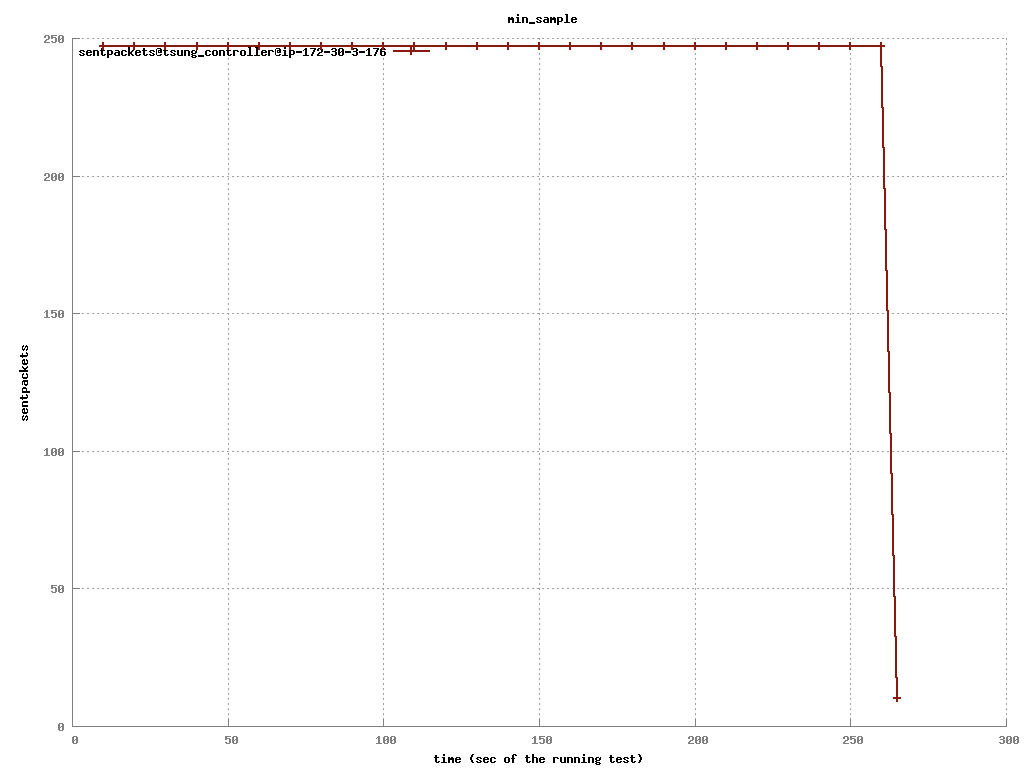 min_sample
250
sentpackets@tsung_controller@ip-172-30-3-176
200
150
sentpackets
100
50
0
0 50 100 150 200 250 300
time (sec of the running test)